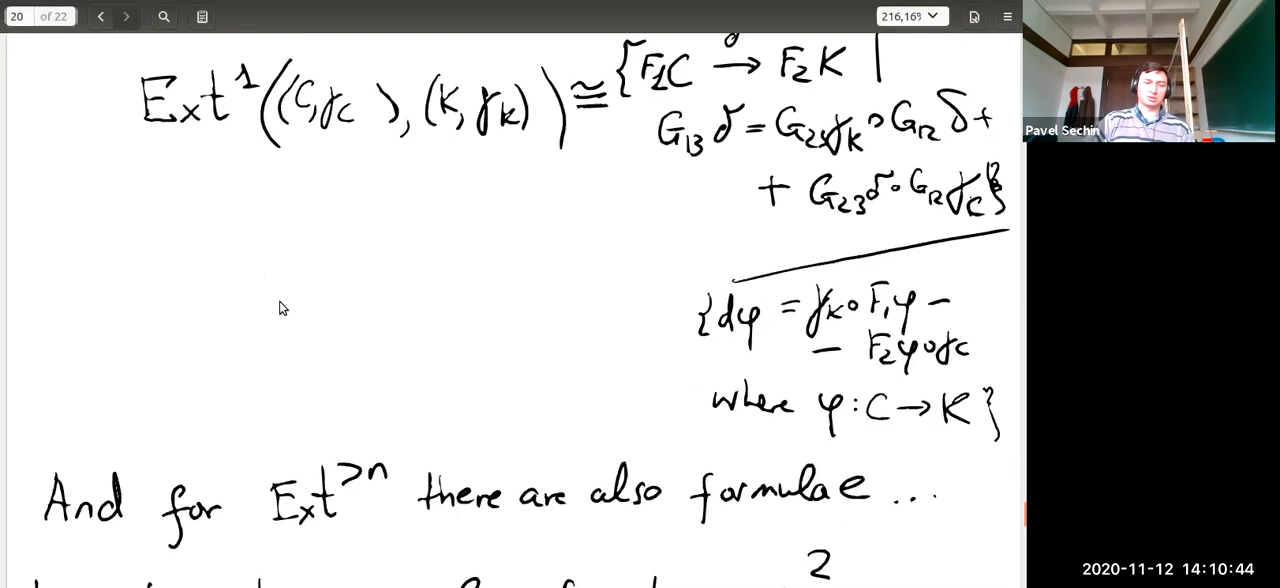 20 of 22
216,16%
Ext¹((C,γ_C), (K,γ_K)) ≅ {F₁C →^δ F₂K |
G₁₃δ = G₂₃γ_K ∘ G₁₂δ +
+ G₂₃δ ∘ G₁₂γ_C}
{dφ = γ_K ∘ F₁φ −
− F₂φ ∘ γ_C
where φ : C → K}
And for Ext^{>n} there are also formulae ...
2
Pavel Sechin
2020-11-12 14:10:44